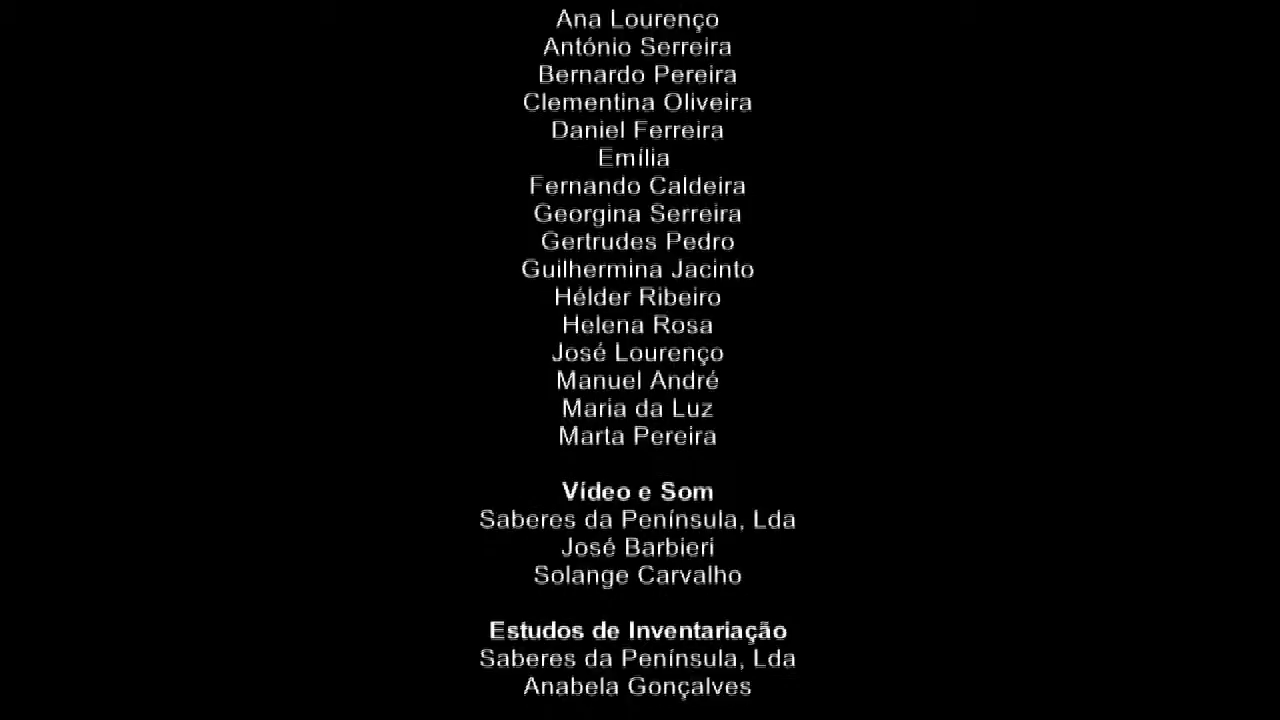 Ana Lourenço
António Serreira
Bernardo Pereira
Clementina Oliveira
Daniel Ferreira
Emília
Fernando Caldeira
Georgina Serreira
Gertrudes Pedro
Guilhermina Jacinto
Hélder Ribeiro
Helena Rosa
José Lourenço
Manuel André
Maria da Luz
Marta Pereira
Vídeo e Som
Saberes da Península, Lda
José Barbieri
Solange Carvalho
Estudos de Inventariação
Saberes da Península, Lda
Anabela Gonçalves